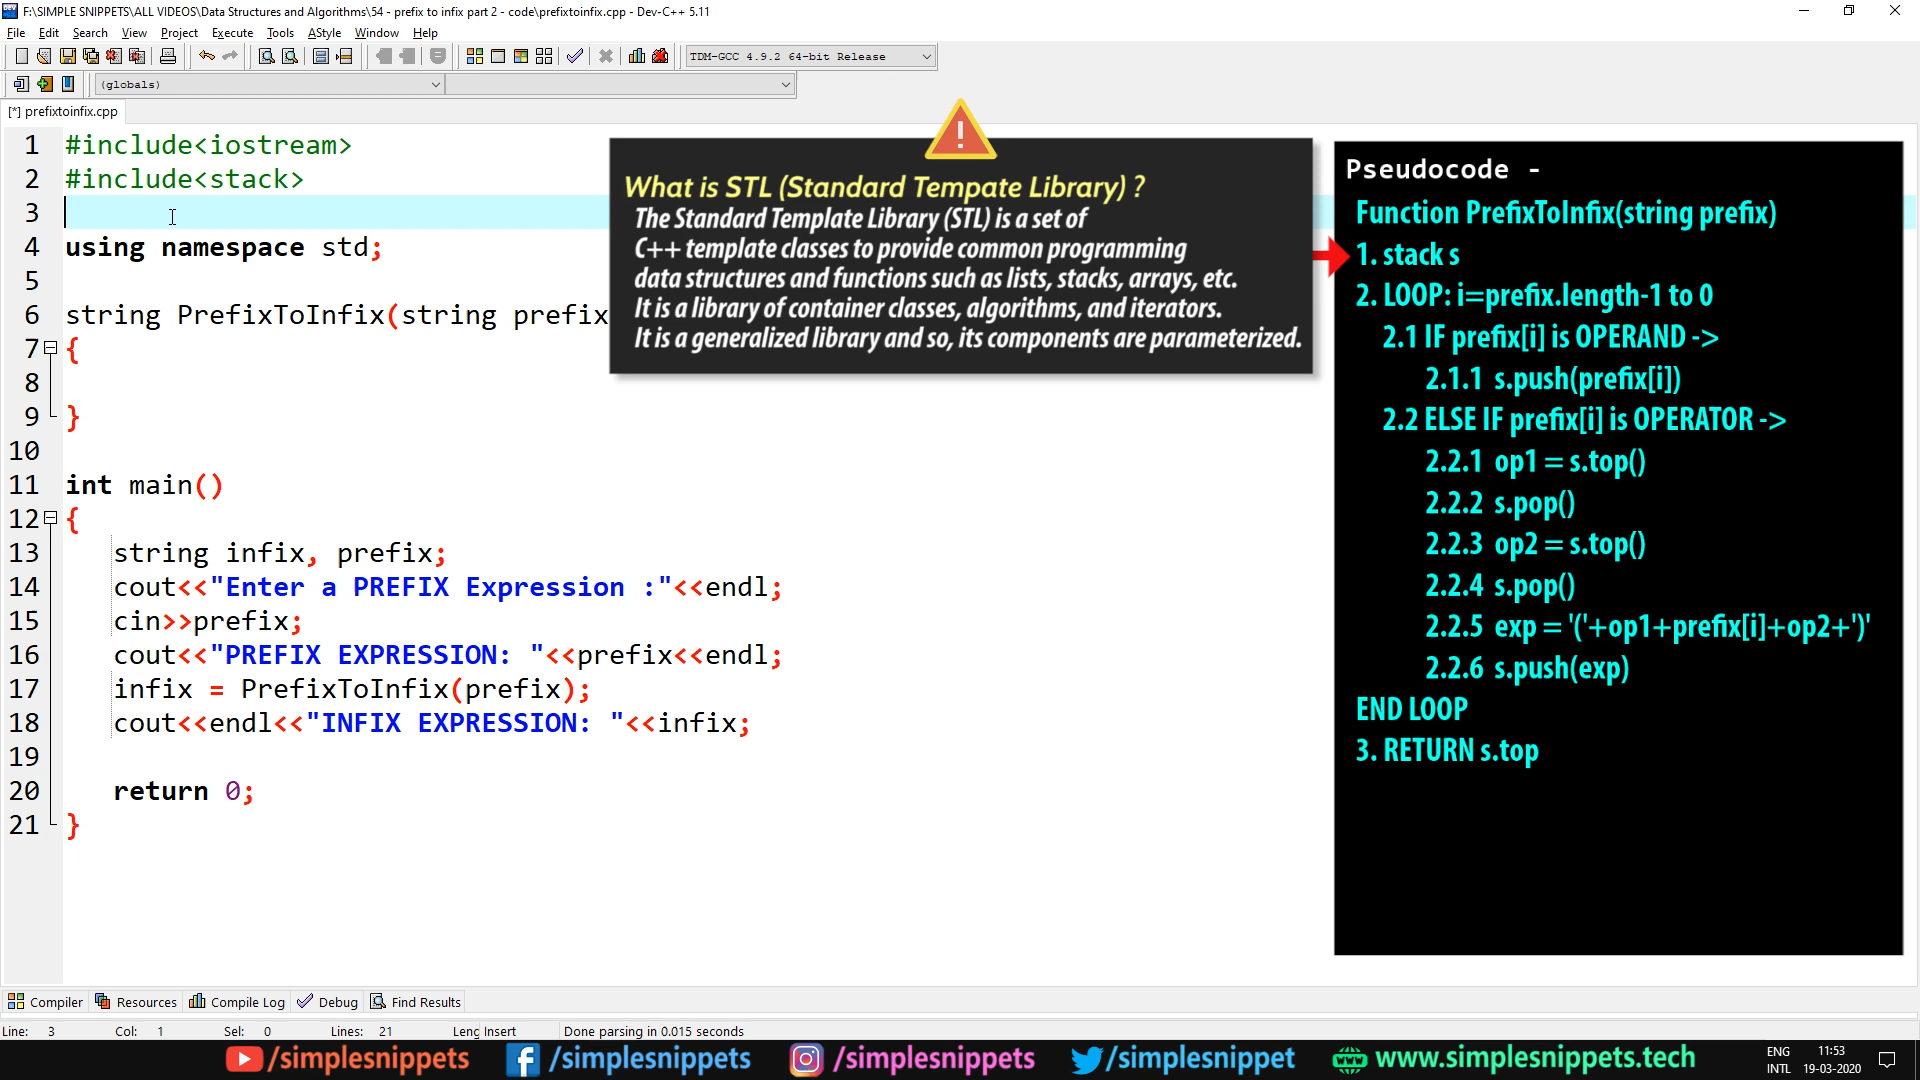 F:\SIMPLE SNIPPETS\ALL VIDEOS\Data Structures and Algorithms\54 - prefix to infix part 2 - code\prefixtoinfix.cpp - Dev-C++ 5.11
File Edit Search View Project Execute Tools AStyle Window Help
TDM-GCC 4.9.2 64-bit Release
(globals)
[*] prefixtoinfix.cpp
1 #include<iostream>
2 #include<stack>
3
4 using namespace std;
5
6 string PrefixToInfix(string prefix
7 {
8
9 }
10
11 int main()
12 {
13 string infix, prefix;
14 cout<<"Enter a PREFIX Expression :"<<endl;
15 cin>>prefix;
16 cout<<"PREFIX EXPRESSION: "<<prefix<<endl;
17 infix = PrefixToInfix(prefix);
18 cout<<endl<<"INFIX EXPRESSION: "<<infix;
19
20 return 0;
21 }
What is STL (Standard Tempate Library) ?
The Standard Template Library (STL) is a set of
C++ template classes to provide common programming
data structures and functions such as lists, stacks, arrays, etc.
It is a library of container classes, algorithms, and iterators.
It is a generalized library and so, its components are parameterized.
Pseudocode -
Function PrefixToInfix(string prefix)
1. stack s
2. LOOP: i=prefix.length-1 to 0
2.1 IF prefix[i] is OPERAND ->
2.1.1 s.push(prefix[i])
2.2 ELSE IF prefix[i] is OPERATOR ->
2.2.1 op1 = s.top()
2.2.2 s.pop()
2.2.3 op2 = s.top()
2.2.4 s.pop()
2.2.5 exp = '('+op1+prefix[i]+op2+')'
2.2.6 s.push(exp)
END LOOP
3. RETURN s.top
Compiler Resources Compile Log Debug Find Results
Line: 3 Col: 1 Sel: 0 Lines: 21 Leng Insert Done parsing in 0.015 seconds
/simplesnippets /simplesnippets /simplesnippets /simplesnippet www.simplesnippets.tech
ENG 11:53
INTL 19-03-2020